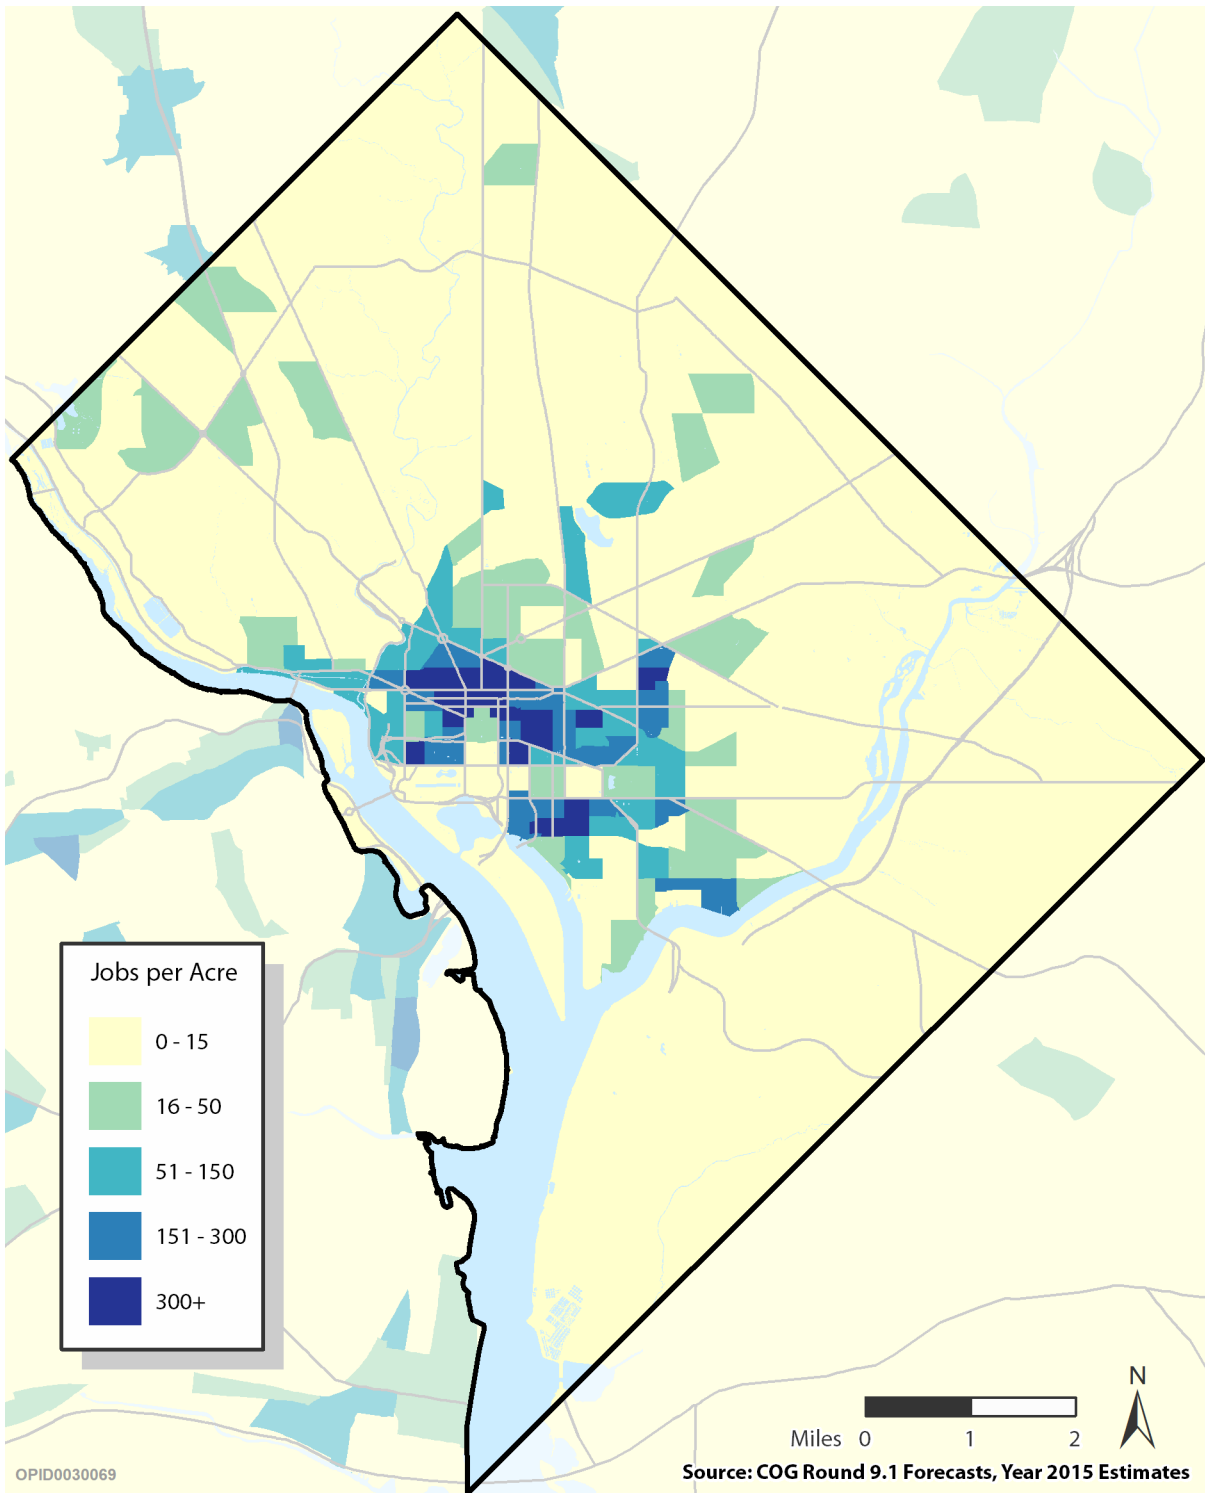 Jobs per Acre
0 - 15
16 - 50
51 - 150
151 - 300
300+
N
Miles 0 1 2
OPID0030069
Source: COG Round 9.1 Forecasts, Year 2015 Estimates